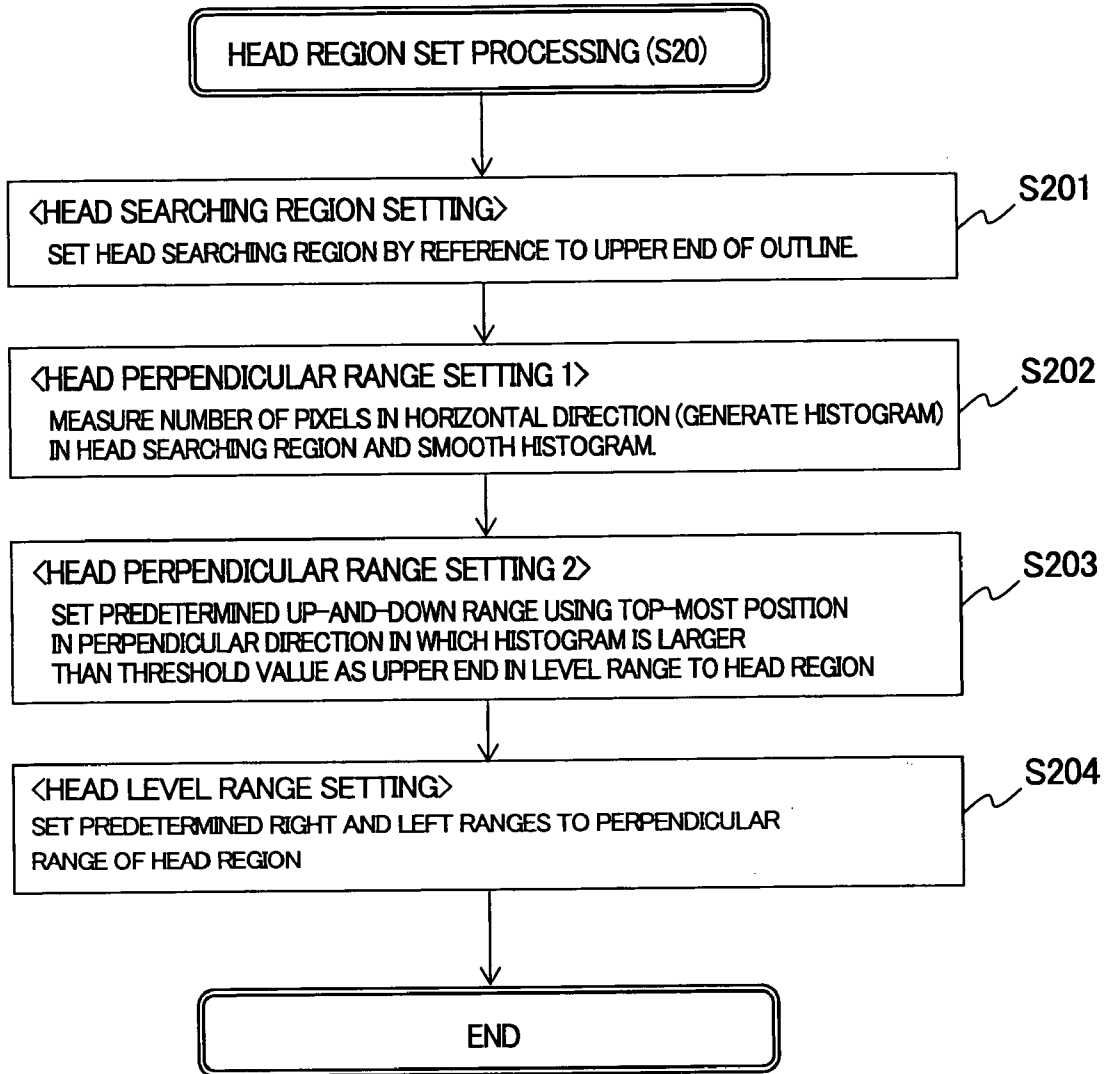 HEAD REGION SET PROCESSING (S20)
<HEAD SEARCHING REGION SETTING>
SET HEAD SEARCHING REGION BY REFERENCE TO UPPER END OF OUTLINE.
S201
<HEAD PERPENDICULAR RANGE SETTING 1>
MEASURE NUMBER OF PIXELS IN HORIZONTAL DIRECTION (GENERATE HISTOGRAM)
IN HEAD SEARCHING REGION AND SMOOTH HISTOGRAM.
S202
<HEAD PERPENDICULAR RANGE SETTING 2>
SET PREDETERMINED UP-AND-DOWN RANGE USING TOP-MOST POSITION
IN PERPENDICULAR DIRECTION IN WHICH HISTOGRAM IS LARGER
THAN THRESHOLD VALUE AS UPPER END IN LEVEL RANGE TO HEAD REGION
S203
<HEAD LEVEL RANGE SETTING>
SET PREDETERMINED RIGHT AND LEFT RANGES TO PERPENDICULAR
RANGE OF HEAD REGION
S204
END